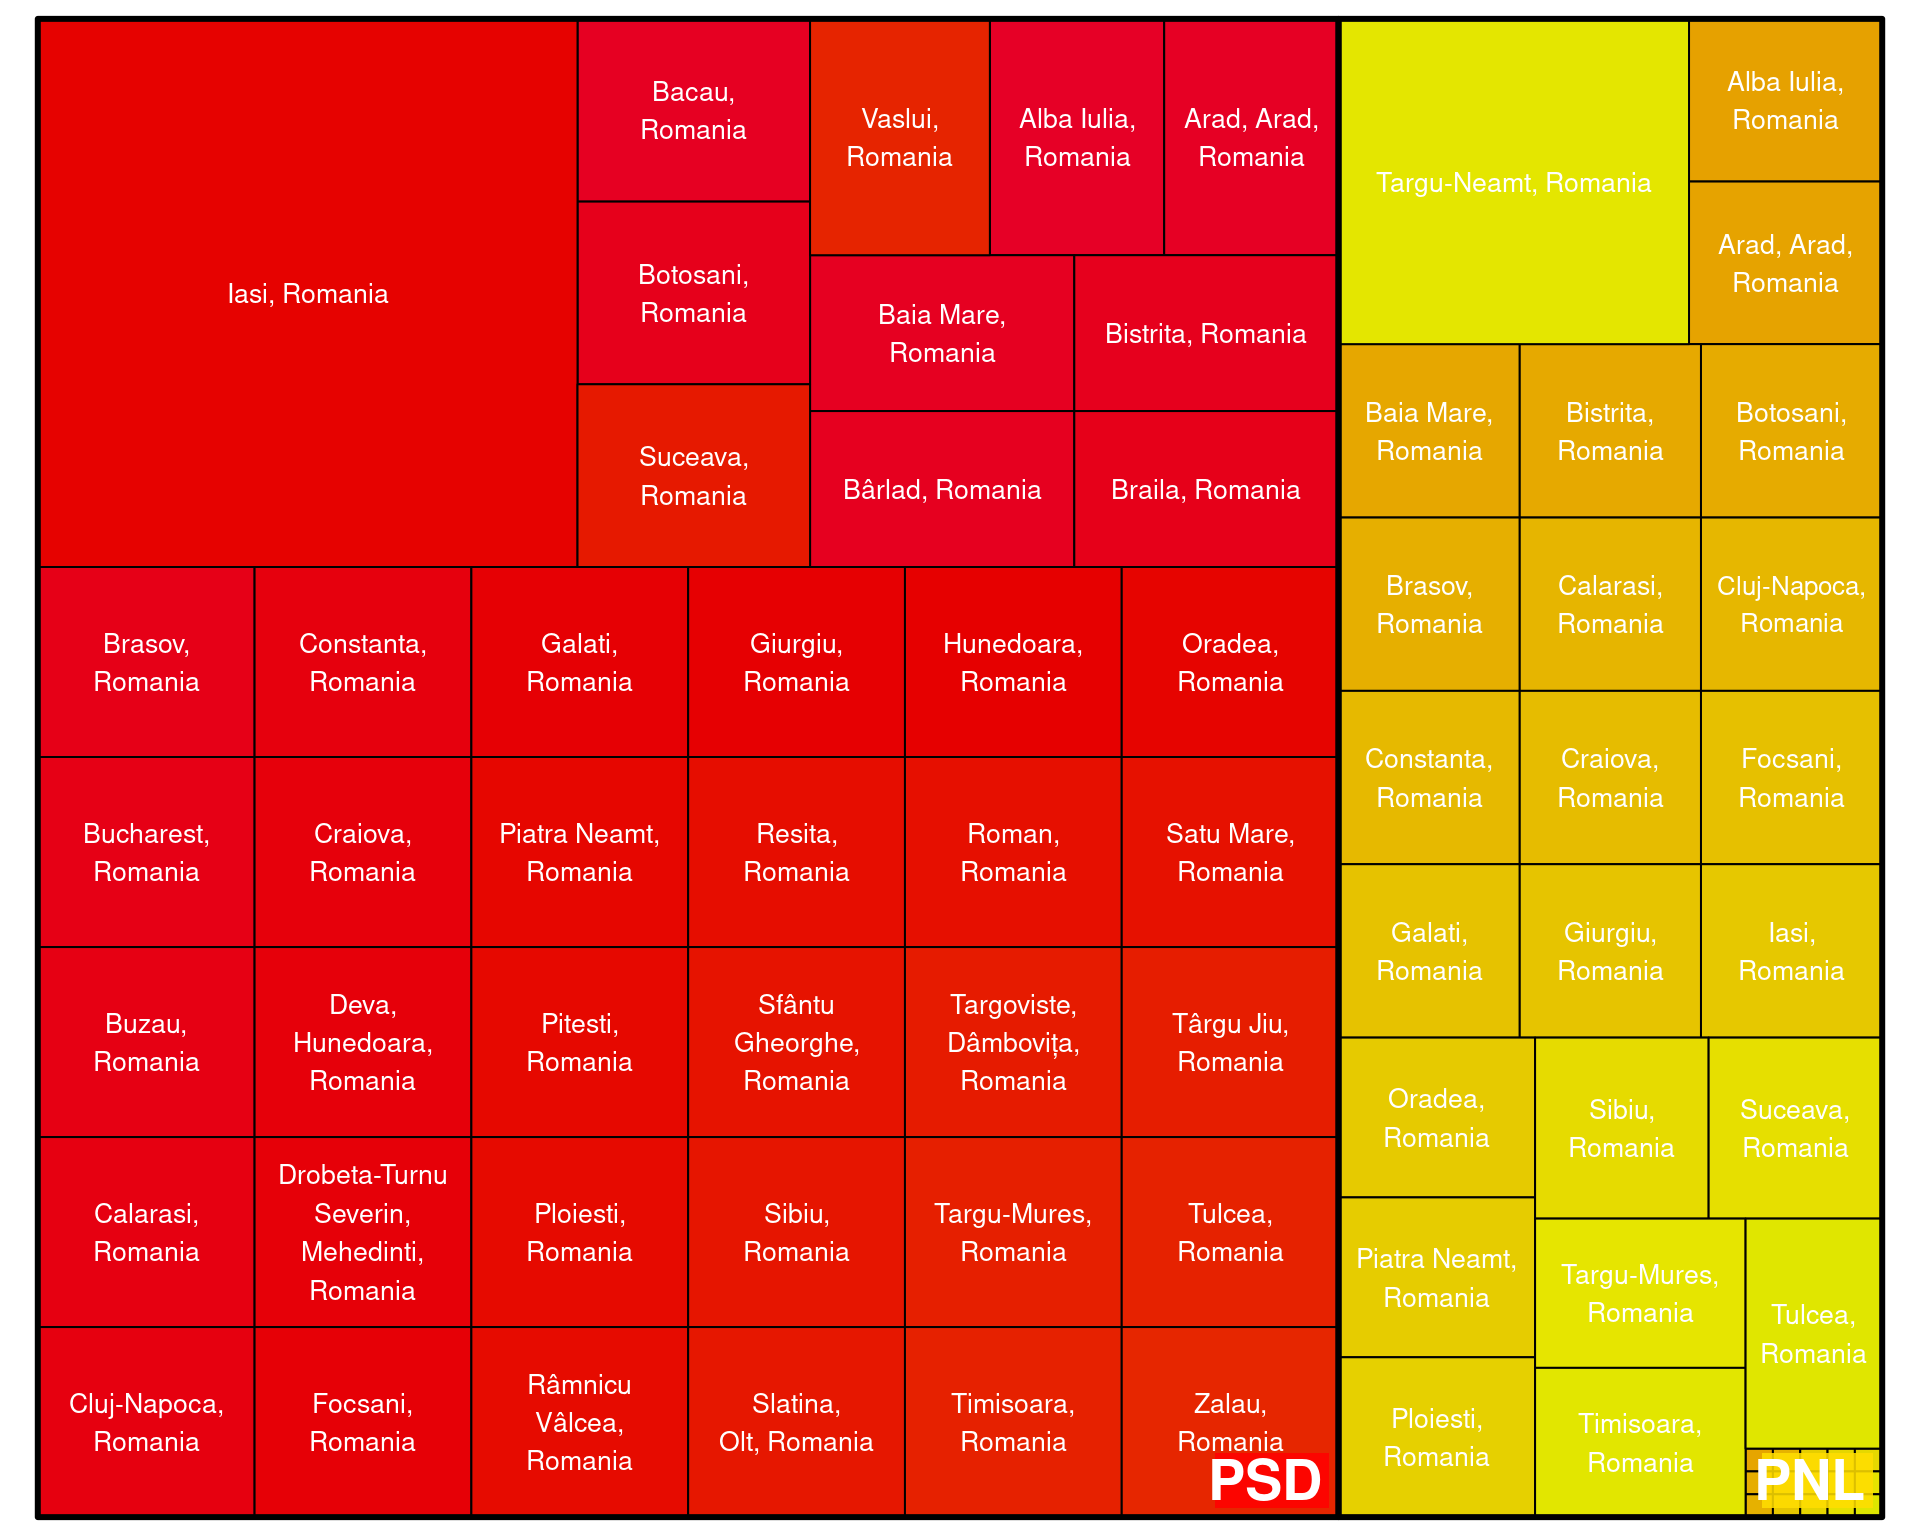 Iasi, Romania
Bacau,
Romania
Botosani,
Romania
Suceava,
Romania
Vaslui,
Romania
Alba Iulia,
Romania
Arad, Arad,
Romania
Baia Mare,
Romania
Bistrita, Romania
Bârlad, Romania
Braila, Romania
Brasov,
Romania
Constanta,
Romania
Galati,
Romania
Giurgiu,
Romania
Hunedoara,
Romania
Oradea,
Romania
Bucharest,
Romania
Craiova,
Romania
Piatra Neamt,
Romania
Resita,
Romania
Roman,
Romania
Satu Mare,
Romania
Buzau,
Romania
Deva,
Hunedoara,
Romania
Pitesti,
Romania
Sfântu
Gheorghe,
Romania
Targoviste,
Dâmbovița,
Romania
Târgu Jiu,
Romania
Calarasi,
Romania
Drobeta-Turnu
Severin,
Mehedinti,
Romania
Ploiesti,
Romania
Sibiu,
Romania
Targu-Mures,
Romania
Tulcea,
Romania
Cluj-Napoca,
Romania
Focsani,
Romania
Râmnicu
Vâlcea,
Romania
Slatina,
Olt, Romania
Timisoara,
Romania
Zalau,
Romania
PSD
Targu-Neamt, Romania
Alba Iulia,
Romania
Arad, Arad,
Romania
Baia Mare,
Romania
Bistrita,
Romania
Botosani,
Romania
Brasov,
Romania
Calarasi,
Romania
Cluj-Napoca,
Romania
Constanta,
Romania
Craiova,
Romania
Focsani,
Romania
Galati,
Romania
Giurgiu,
Romania
Iasi,
Romania
Oradea,
Romania
Sibiu,
Romania
Suceava,
Romania
Piatra Neamt,
Romania
Targu-Mures,
Romania
Tulcea,
Romania
Ploiesti,
Romania
Timisoara,
Romania
PNL